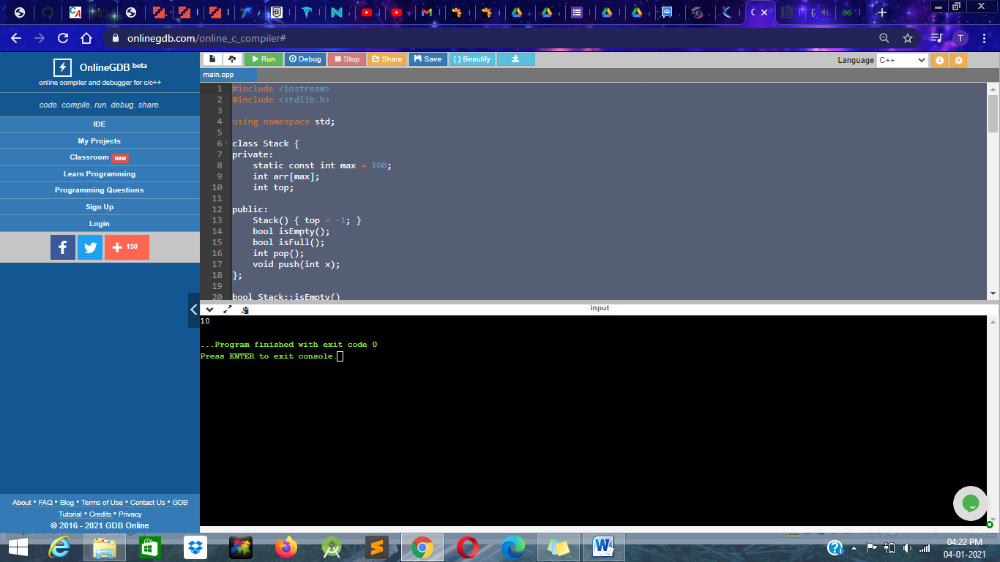 onlinegdb.com/online_c_compiler#
T
OnlineGDB beta
online compiler and debugger for c/c++
code. compile. run. debug. share.
IDE
My Projects
Classroom new
Learn Programming
Programming Questions
Sign Up
Login
150
About • FAQ • Blog • Terms of Use • Contact Us • GDB
Tutorial • Credits • Privacy
© 2016 - 2021 GDB Online
Run Debug Stop Share Save { } Beautify
Language C++
main.cpp
1 #include <iostream>
2 #include <stdlib.h>
3
4 using namespace std;
5
6 class Stack {
7 private:
8 static const int max = 100;
9 int arr[max];
10 int top;
11
12 public:
13 Stack() { top = -1; }
14 bool isEmpty();
15 bool isFull();
16 int pop();
17 void push(int x);
18 };
19
20 bool Stack::isEmpty()
input
10
...Program finished with exit code 0
Press ENTER to exit console.
04:22 PM
04-01-2021